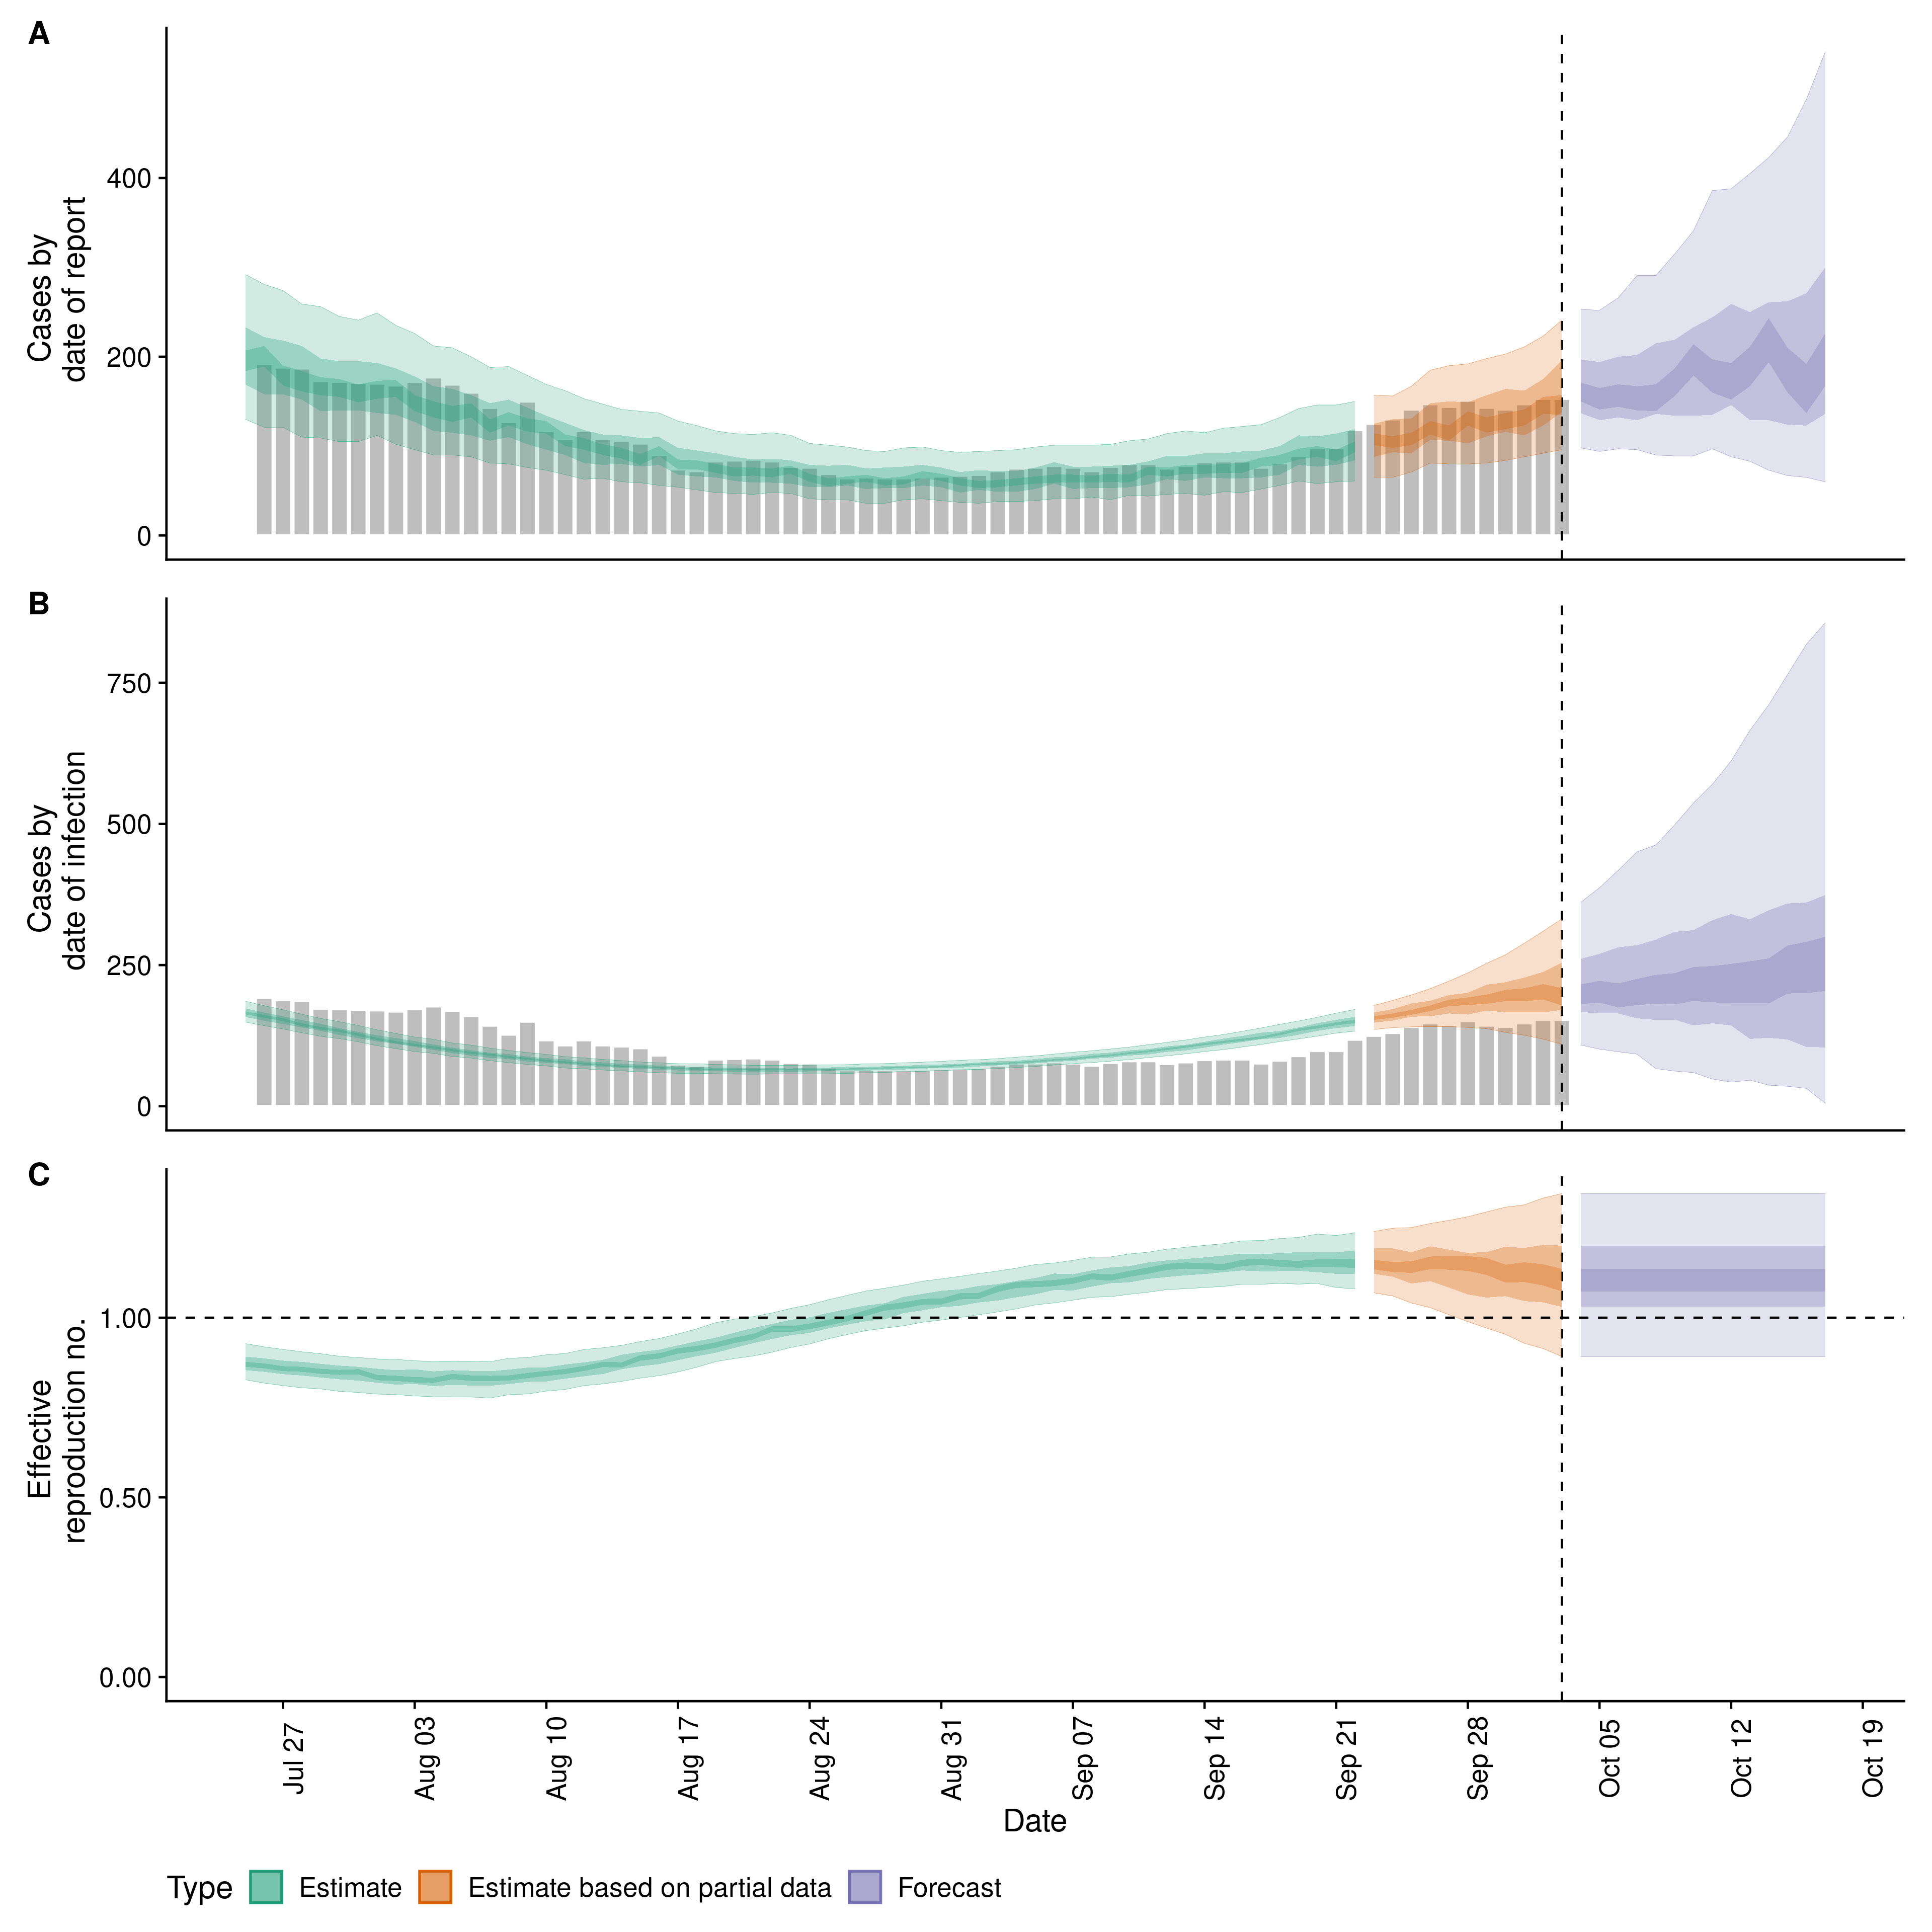 A
Cases by
date of report
400
200
0
B
Cases by
date of infection
750
500
250
0
C
Effective
reproduction no.
1.00
0.50
0.00
Jul 27
Aug 03
Aug 10
Aug 17
Aug 24
Aug 31
Sep 07
Sep 14
Sep 21
Sep 28
Oct 05
Oct 12
Oct 19
Date
Type Estimate Estimate based on partial data Forecast